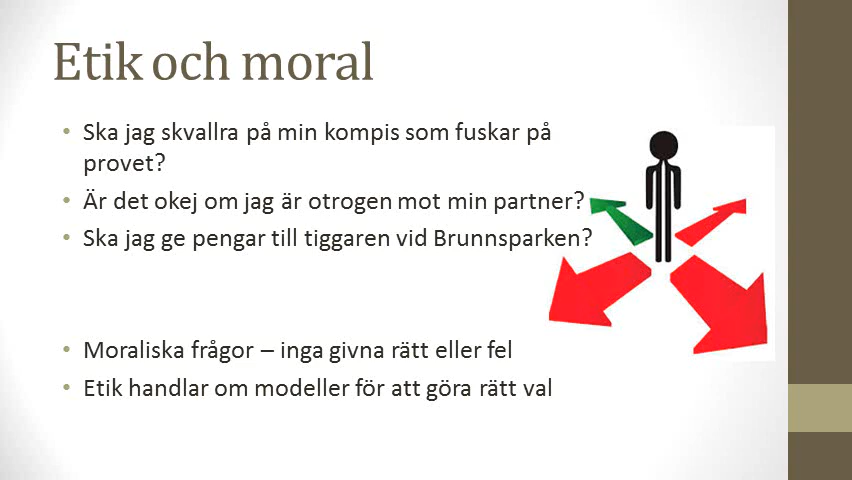 Etik och moral
• Ska jag skvallra på min kompis som fuskar på
provet?
• Är det okej om jag är otrogen mot min partner?
• Ska jag ge pengar till tiggaren vid Brunnsparken?
• Moraliska frågor – inga givna rätt eller fel
• Etik handlar om modeller för att göra rätt val